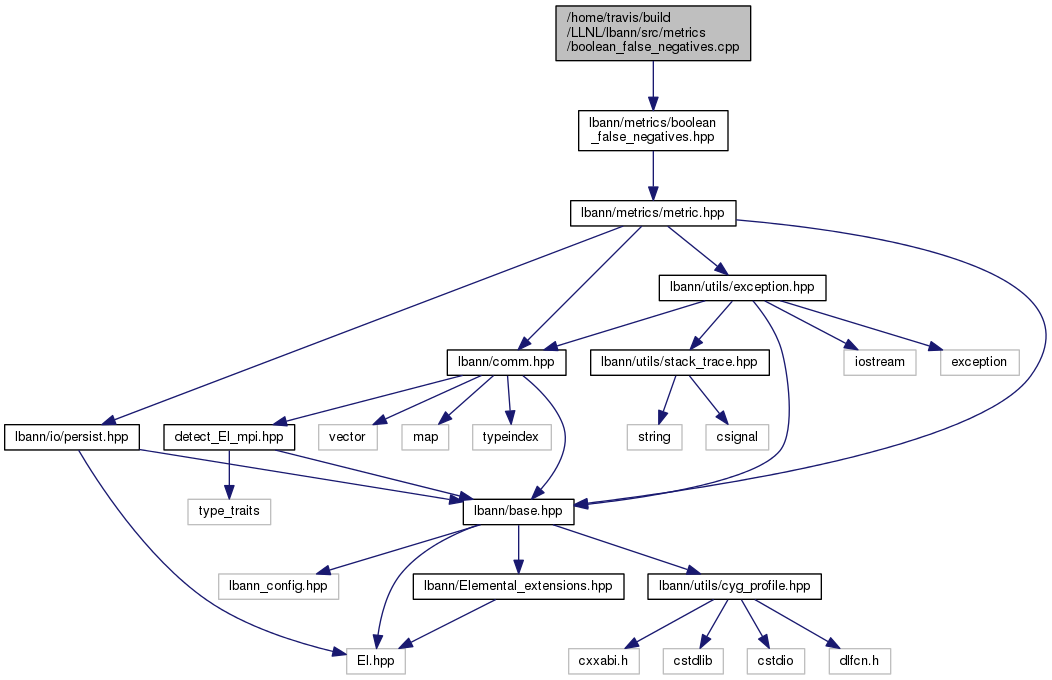 /home/travis/build
/LLNL/lbann/src/metrics
/boolean_false_negatives.cpp
lbann/metrics/boolean
_false_negatives.hpp
lbann/metrics/metric.hpp
lbann/utils/exception.hpp
lbann/comm.hpp
lbann/utils/stack_trace.hpp
iostream
exception
lbann/io/persist.hpp
detect_El_mpi.hpp
vector
map
typeindex
string
csignal
type_traits
lbann/base.hpp
lbann_config.hpp
lbann/Elemental_extensions.hpp
lbann/utils/cyg_profile.hpp
El.hpp
cxxabi.h
cstdlib
cstdio
dlfcn.h